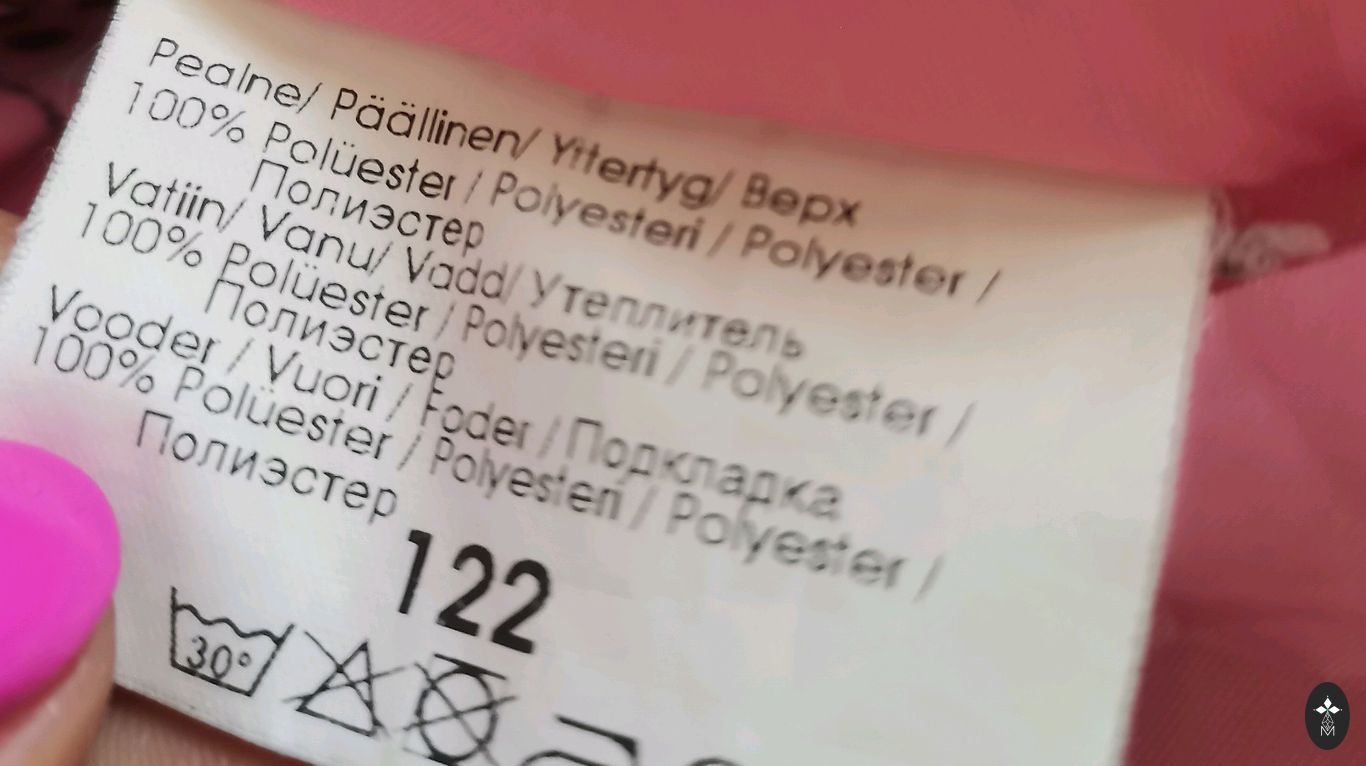 Pealne/ Päällinen/ Yttertyg/ Верх
100% Polüester / Polyesteri / Polyester /
Полиэстер
Vatiin/ Vanu/ Vadd/ Утеплитель
100% Polüester / Polyesteri / Polyester /
Полиэстер
Vooder / Vuori / Foder / Подкладка
100% Polüester / Polyesteri / Polyester /
Полиэстер
122
30°
M